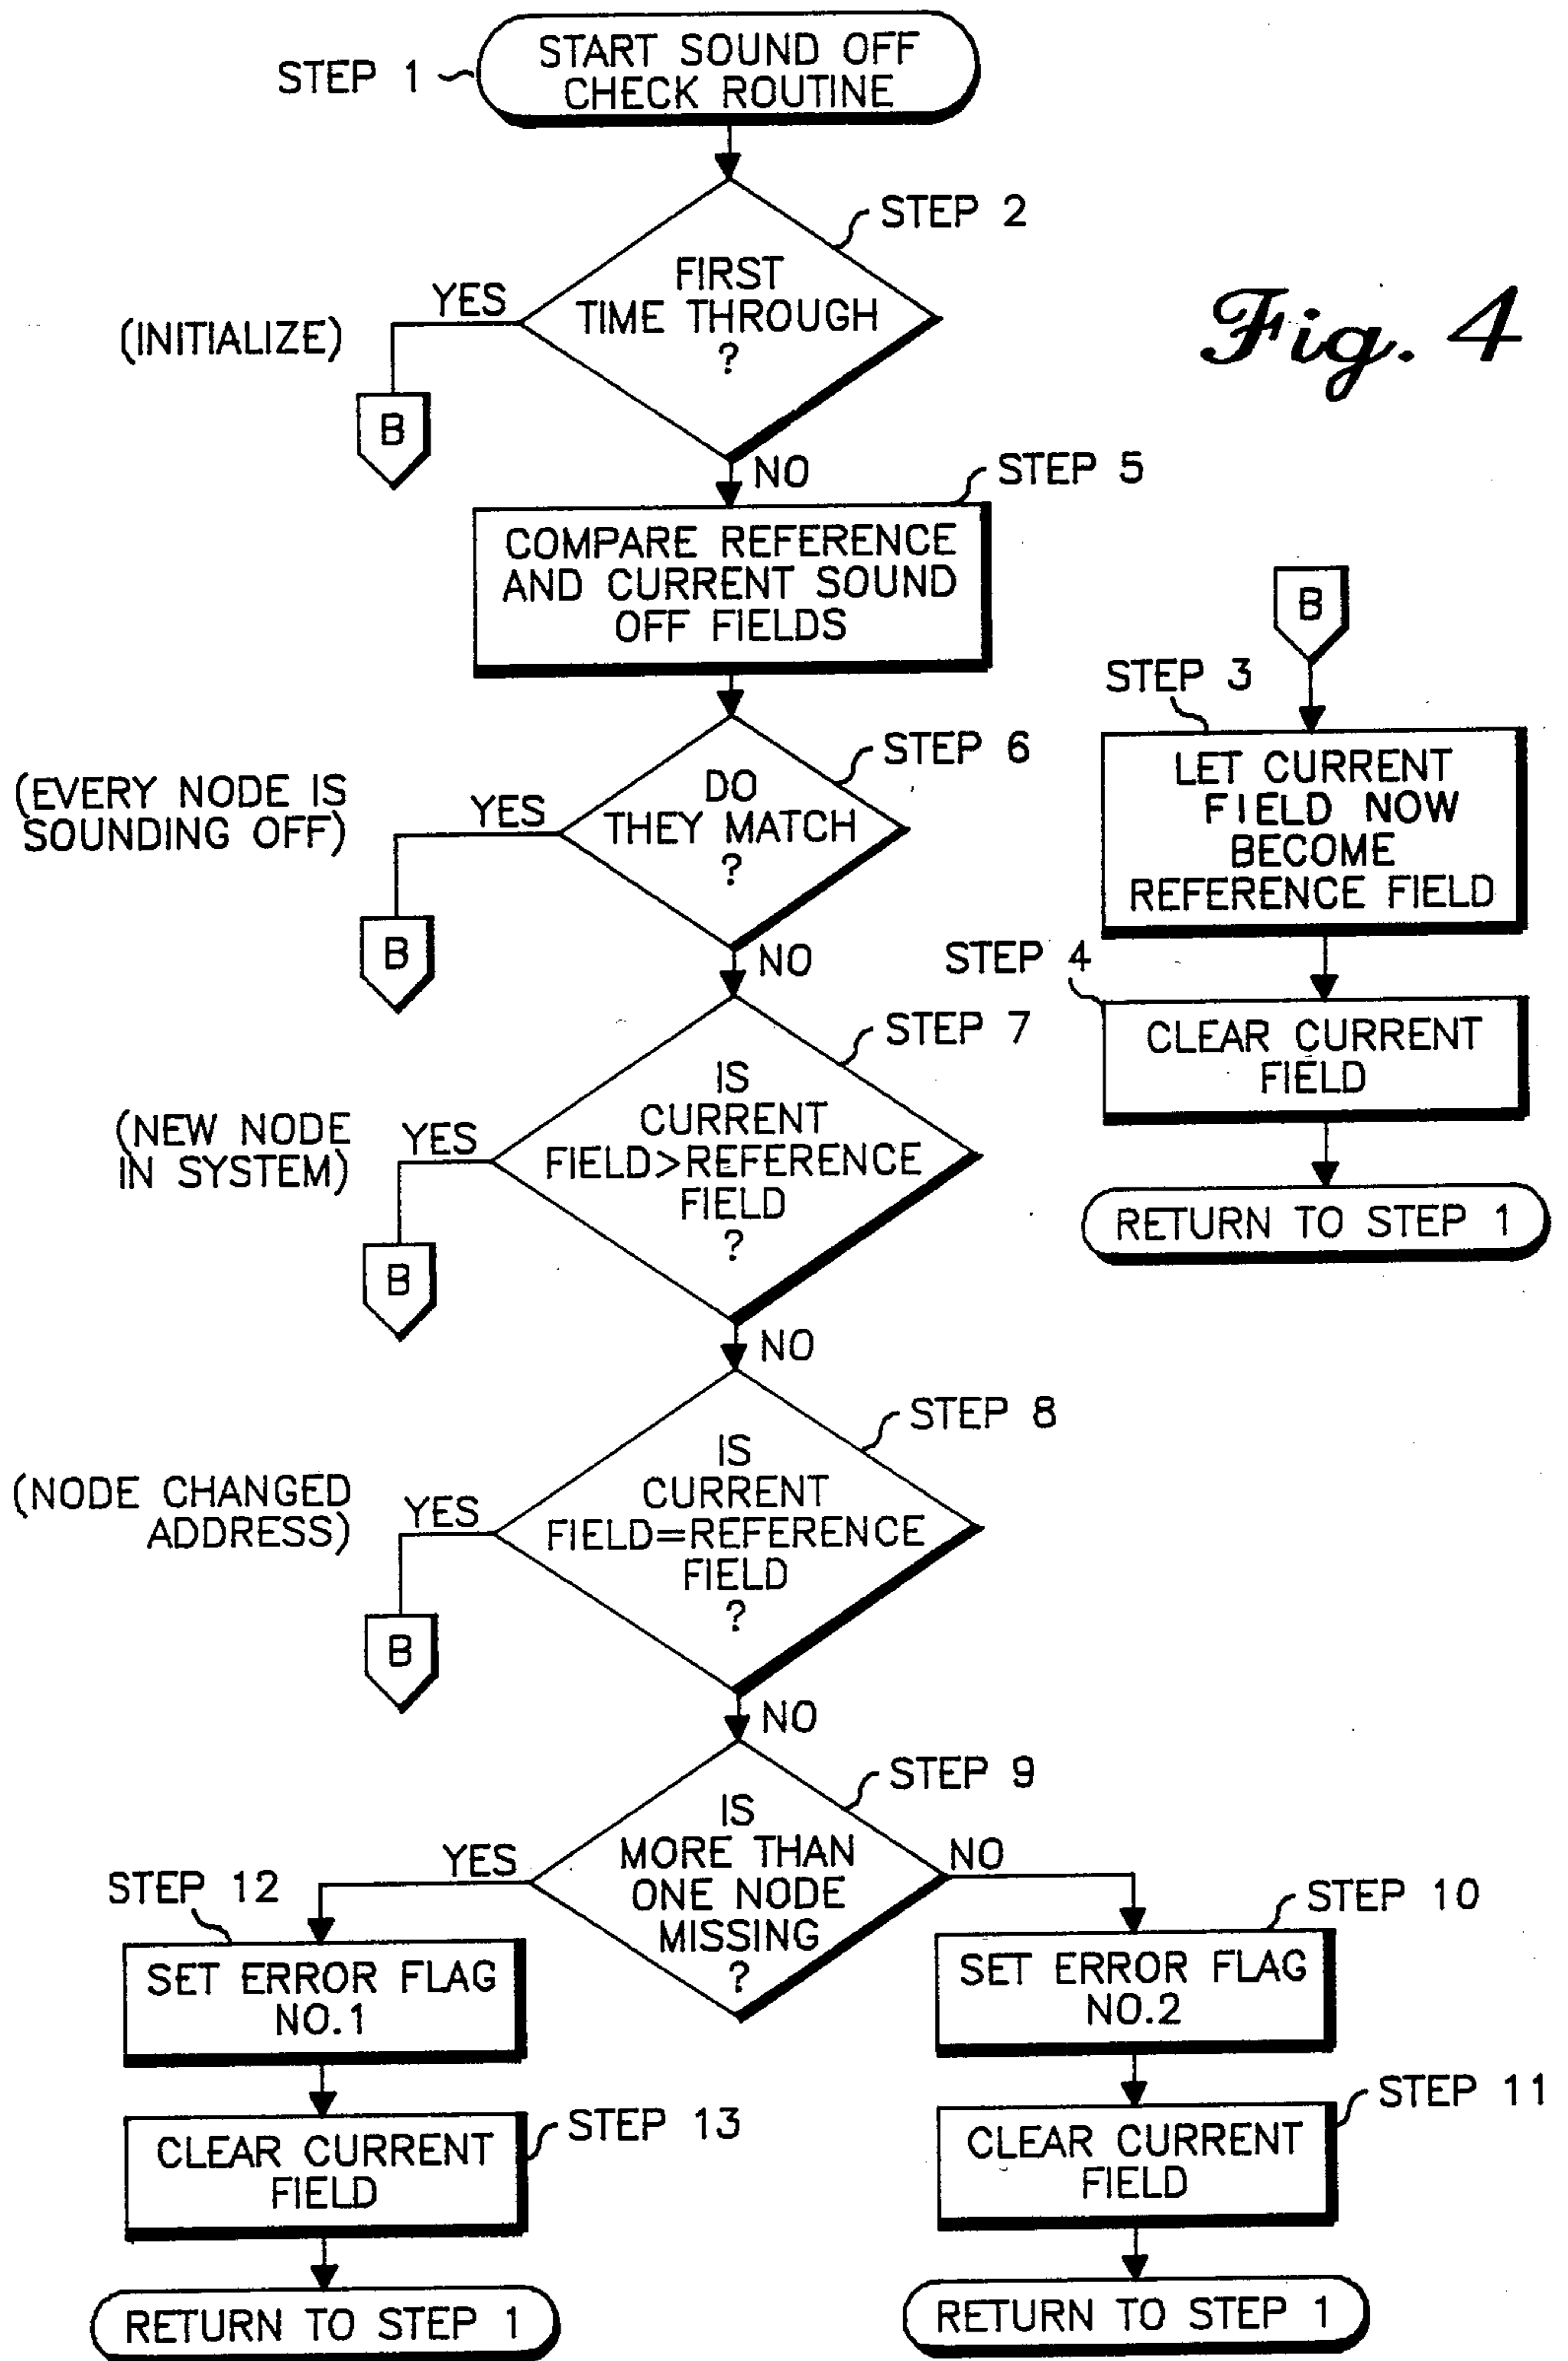 START SOUND OFF
CHECK ROUTINE
STEP 1
STEP 2
FIRST
TIME THROUGH
?
YES
(INITIALIZE)
B
Fig. 4
NO
STEP 5
COMPARE REFERENCE
AND CURRENT SOUND
OFF FIELDS
STEP 6
DO
THEY MATCH
?
YES
(EVERY NODE IS
SOUNDING OFF)
B
NO
STEP 7
IS
CURRENT
FIELD>REFERENCE
FIELD
?
YES
(NEW NODE
IN SYSTEM)
B
NO
STEP 8
IS
CURRENT
FIELD=REFERENCE
FIELD
?
YES
(NODE CHANGED
ADDRESS)
B
NO
STEP 9
IS
MORE THAN
ONE NODE
MISSING
?
YES
STEP 12
SET ERROR FLAG
NO.1
STEP 13
CLEAR CURRENT
FIELD
RETURN TO STEP 1
NO
STEP 10
SET ERROR FLAG
NO.2
STEP 11
CLEAR CURRENT
FIELD
RETURN TO STEP 1
B
STEP 3
LET CURRENT
FIELD NOW
BECOME
REFERENCE FIELD
STEP 4
CLEAR CURRENT
FIELD
RETURN TO STEP 1